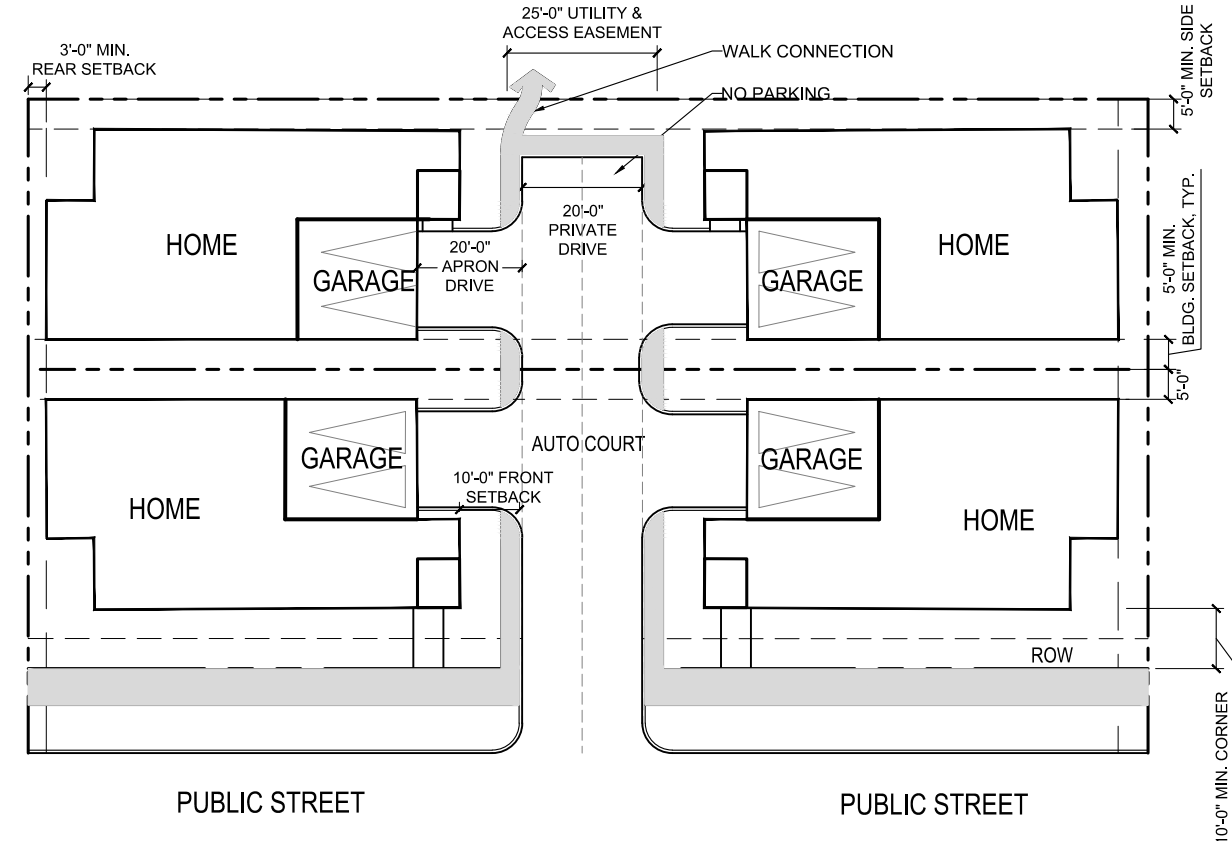 25'-0" UTILITY &
ACCESS EASEMENT
3'-0" MIN.
REAR SETBACK
WALK CONNECTION
NO PARKING
5'-0" MIN. SIDE
SETBACK
HOME
GARAGE
20'-0"
APRON
DRIVE
20'-0"
PRIVATE
DRIVE
GARAGE
HOME
5'-0" MIN.
BLDG. SETBACK, TYP.
5'-0"
HOME
GARAGE
10'-0" FRONT
SETBACK
AUTO COURT
GARAGE
HOME
ROW
10'-0" MIN. CORNER
PUBLIC STREET
PUBLIC STREET